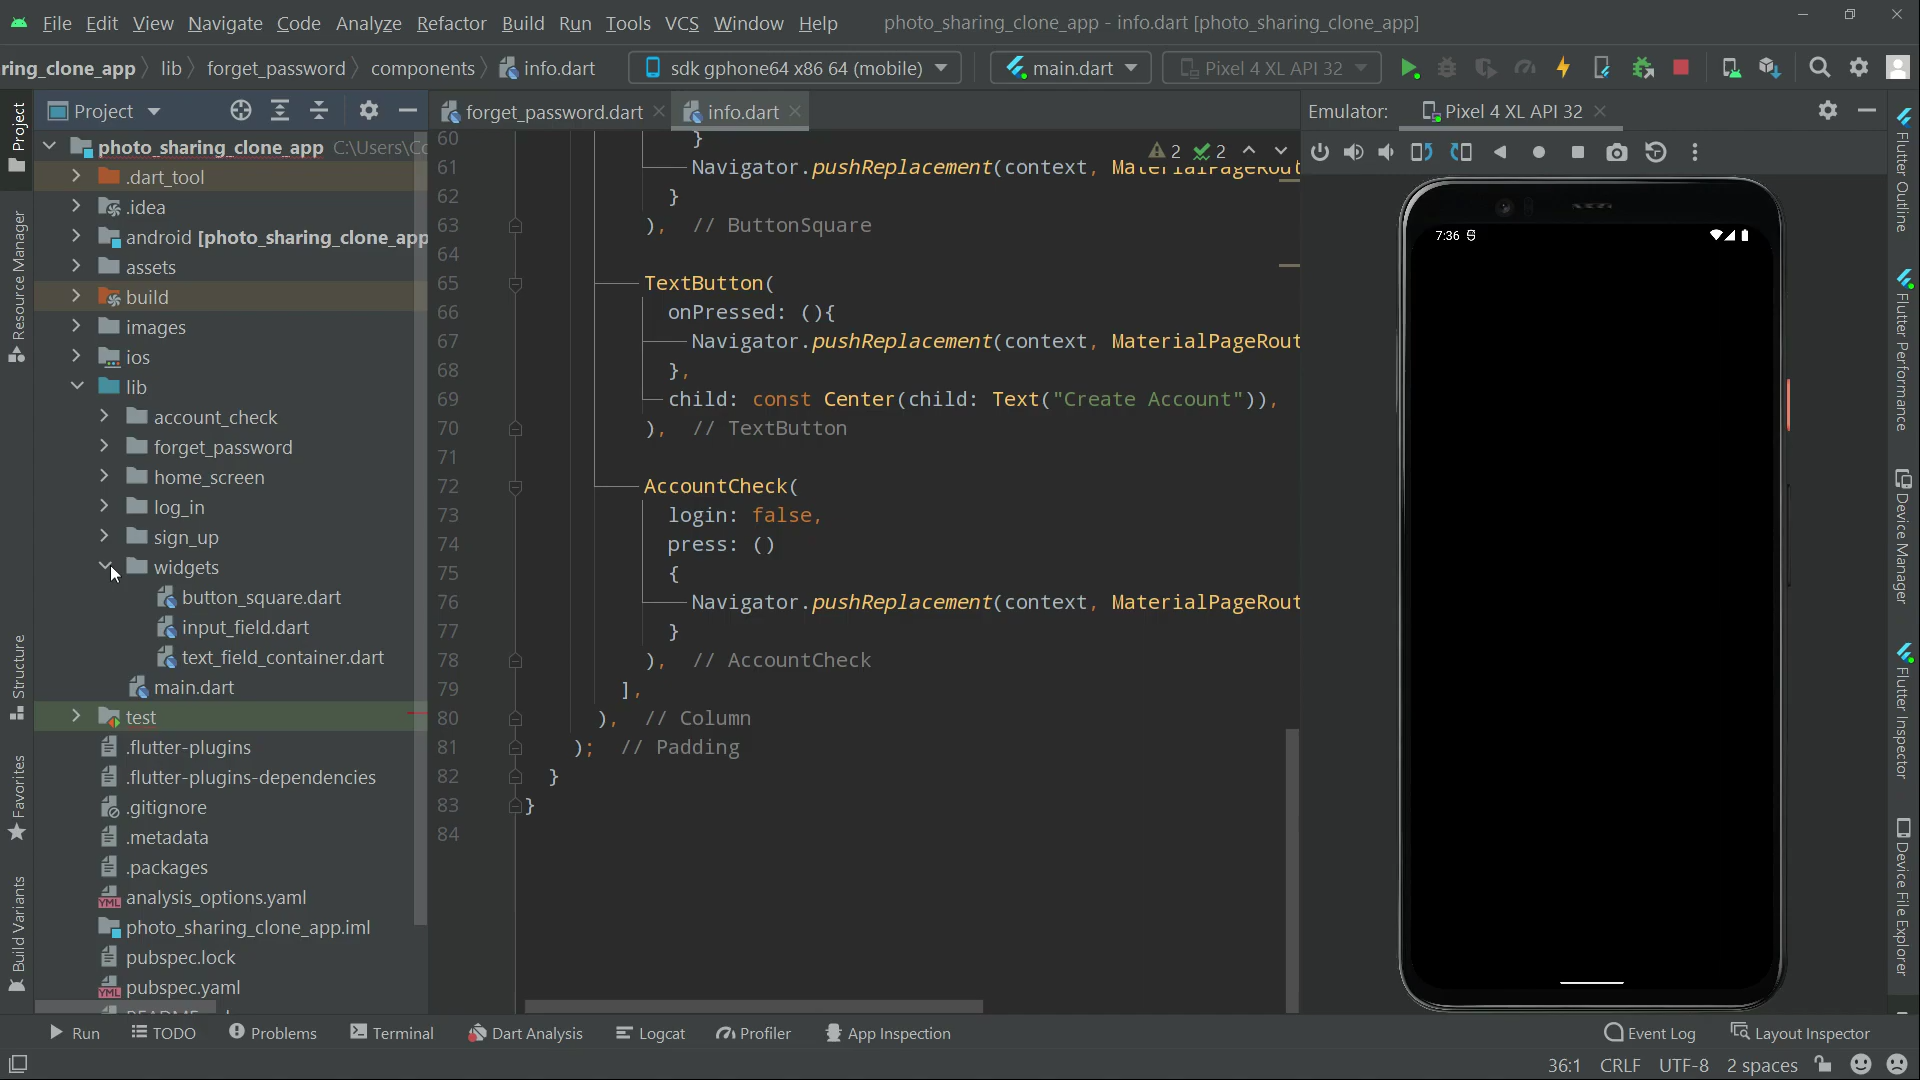 File Edit View Navigate Code Analyze Refactor Build Run Tools VCS Window Help photo_sharing_clone_app - info.dart [photo_sharing_clone_app]
ring_clone_app lib forget_password components info.dart sdk gphone64 x86 64 (mobile) main.dart Pixel 4 XL API 32
Project forget_password.dart info.dart Emulator: Pixel 4 XL API 32
photo_sharing_clone_app C:\Users\Co
.dart_tool
.idea
android [photo_sharing_clone_app
assets
build
images
ios
lib
account_check
forget_password
home_screen
log_in
sign_up
widgets
button_square.dart
input_field.dart
text_field_container.dart
main.dart
test
.flutter-plugins
.flutter-plugins-dependencies
.gitignore
.metadata
.packages
analysis_options.yaml
photo_sharing_clone_app.iml
pubspec.lock
pubspec.yaml
Project
Resource Manager
Structure
Favorites
Build Variants
2 2
60 }
61 Navigator.pushReplacement(context, MaterialPageRout
62 }
63 ), // ButtonSquare
64
65 TextButton(
66 onPressed: (){
67 Navigator.pushReplacement(context, MaterialPageRout
68 },
69 child: const Center(child: Text("Create Account")),
70 ), // TextButton
71
72 AccountCheck(
73 login: false,
74 press: ()
75 {
76 Navigator.pushReplacement(context, MaterialPageRout
77 }
78 ), // AccountCheck
79 ],
80 ), // Column
81 ); // Padding
82 }
83 }
84
7:36
Flutter Outline
Flutter Performance
Device Manager
Flutter Inspector
Device File Explorer
Run TODO Problems Terminal Dart Analysis Logcat Profiler App Inspection Event Log Layout Inspector
36:1 CRLF UTF-8 2 spaces